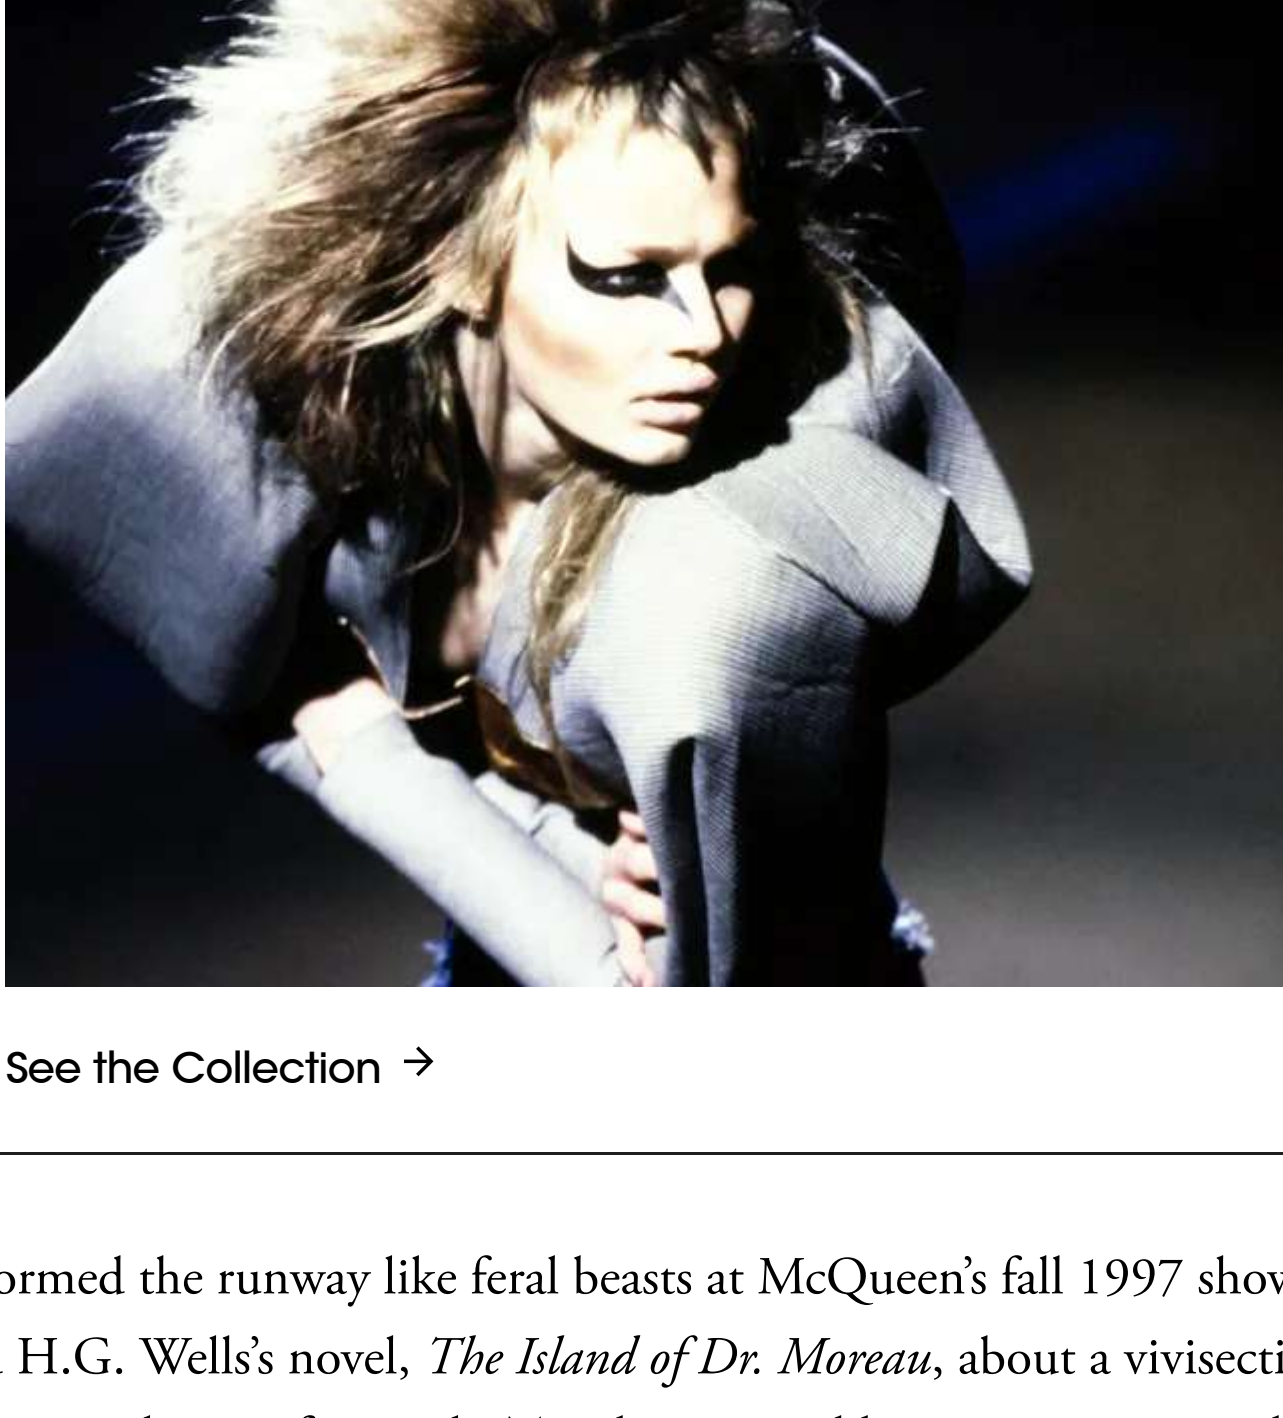 See the Collection →
ormed the runway like feral beasts at McQueen’s fall 1997 show
H.G. Wells’s novel, The Island of Dr. Moreau, about a vivisecti